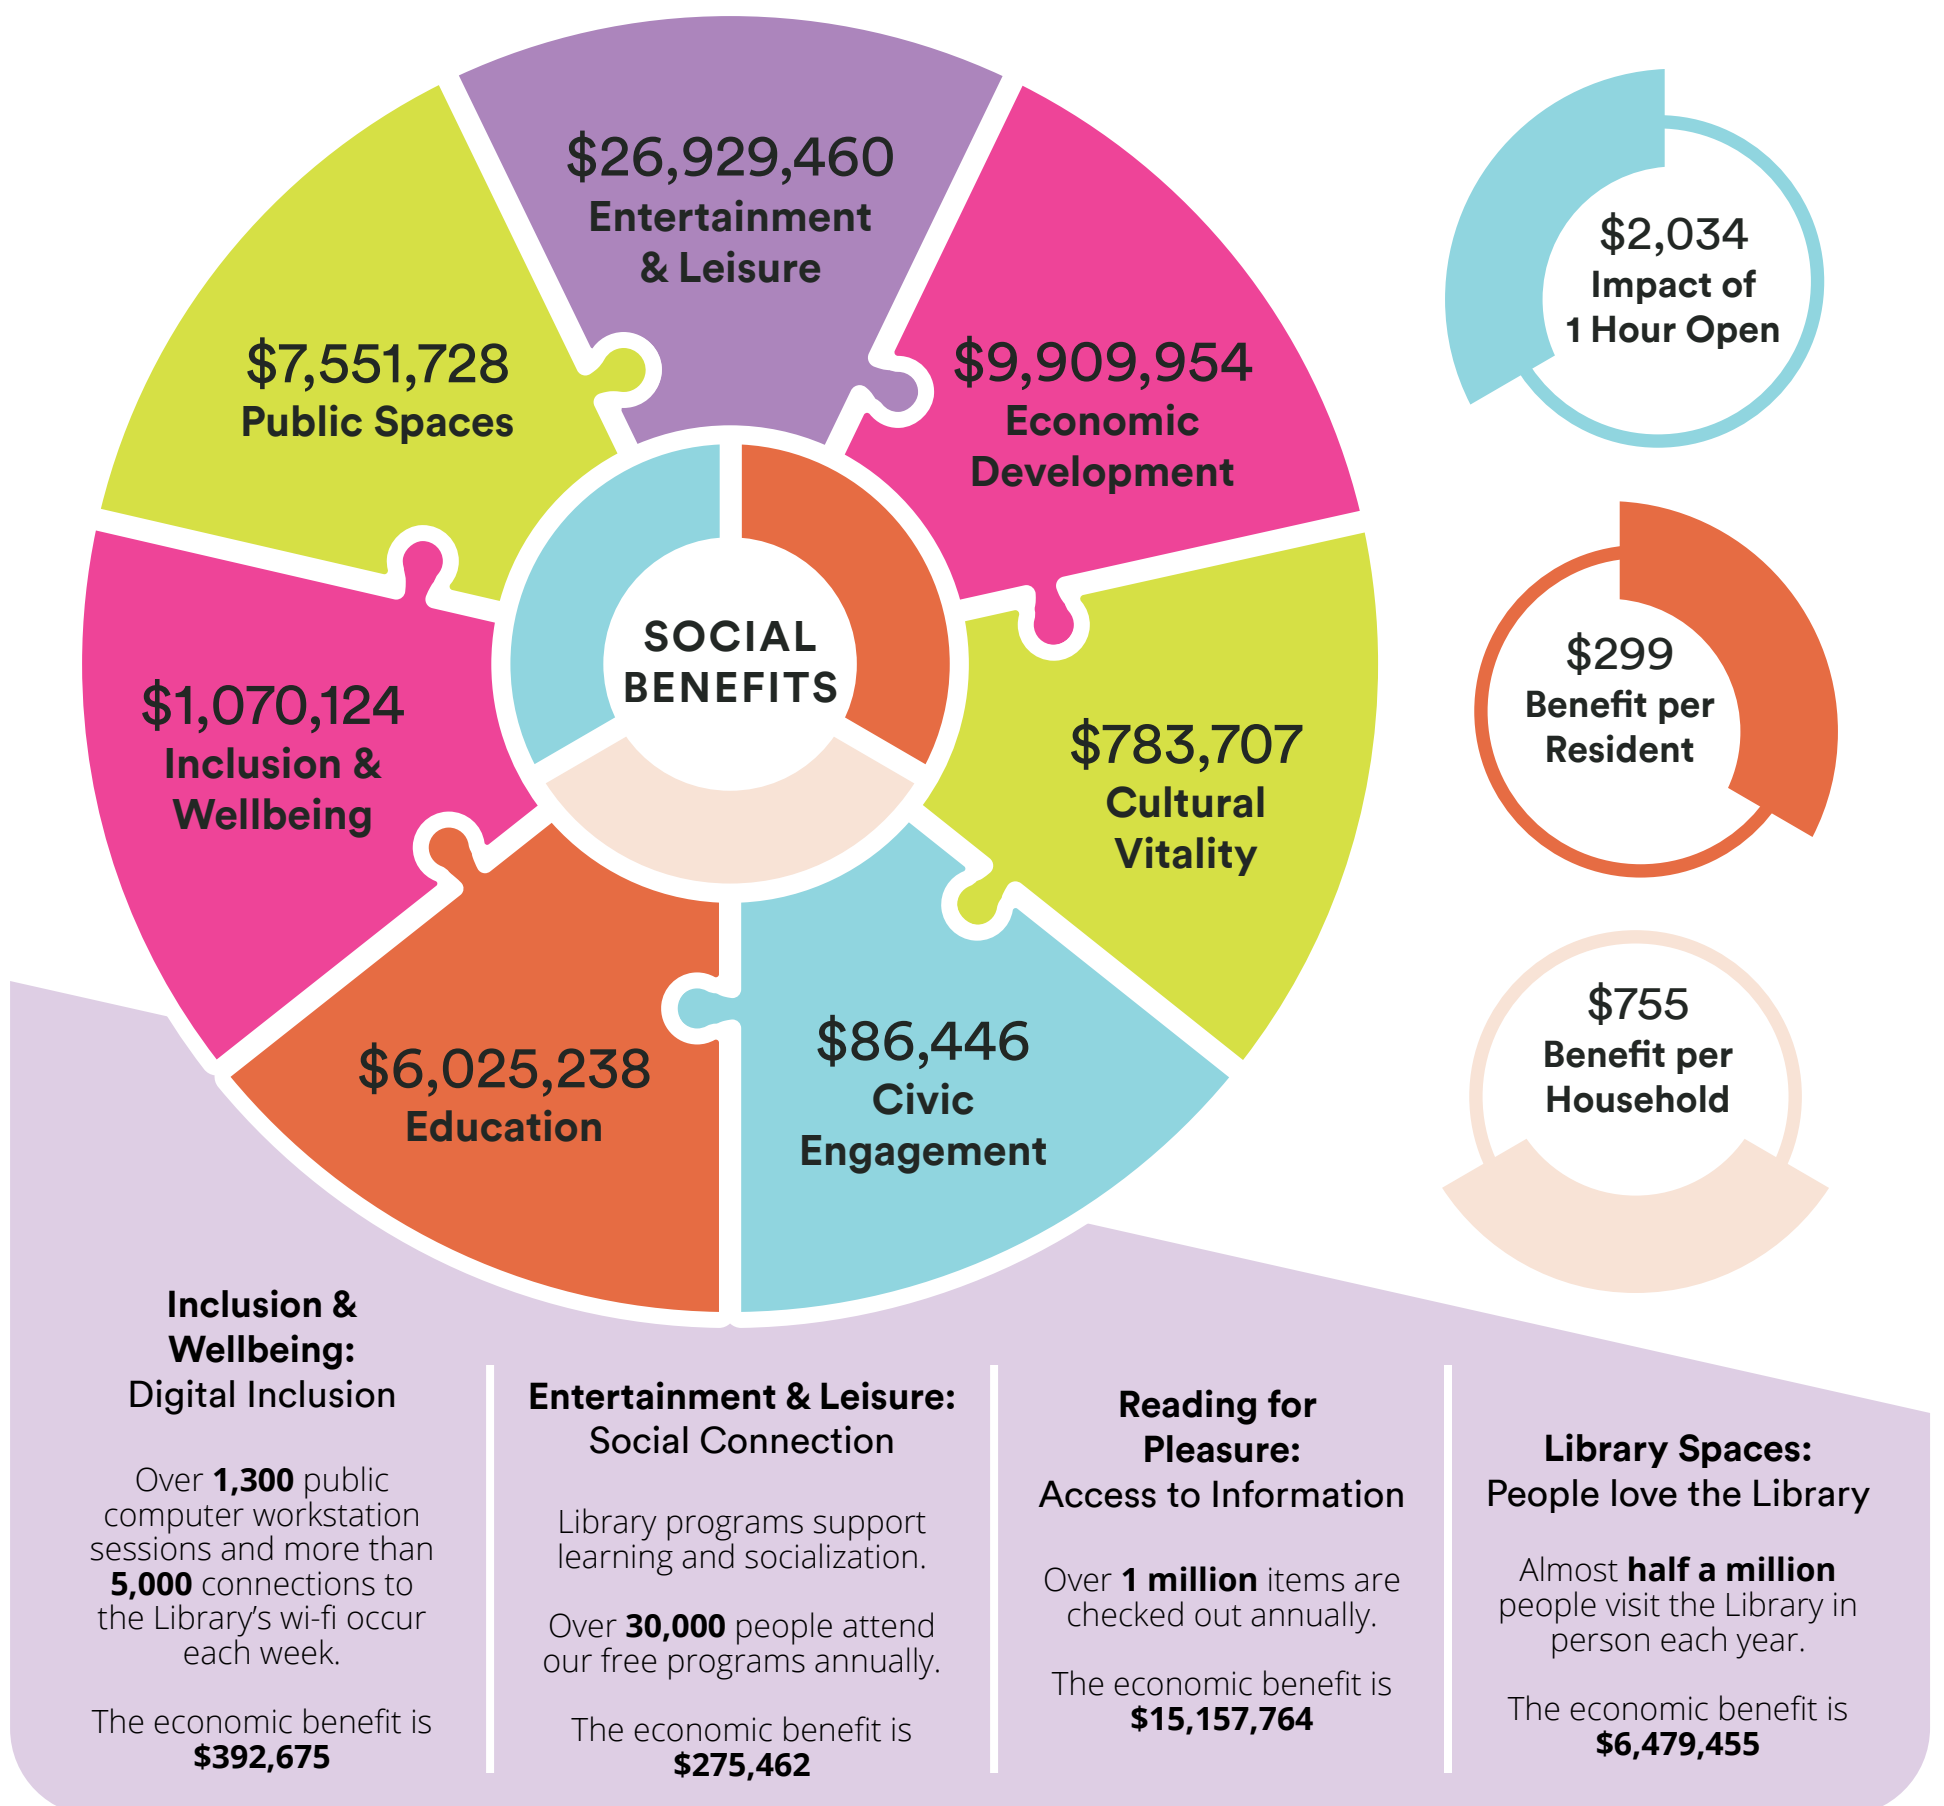 $26,929,460
Entertainment
& Leisure
$9,909,954
Economic
Development
$783,707
Cultural
Vitality
$86,446
Civic
Engagement
$6,025,238
Education
$1,070,124
Inclusion &
Wellbeing
$7,551,728
Public Spaces
SOCIAL
BENEFITS
$2,034
Impact of
1 Hour Open
$299
Benefit per
Resident
$755
Benefit per
Household
Inclusion &
Wellbeing:
Digital Inclusion
Over 1,300 public
computer workstation
sessions and more than
5,000 connections to
the Library’s wi-fi occur
each week.
The economic benefit is
$392,675
Entertainment & Leisure:
Social Connection
Library programs support
learning and socialization.
Over 30,000 people attend
our free programs annually.
The economic benefit is
$275,462
Reading for
Pleasure:
Access to Information
Over 1 million items are
checked out annually.
The economic benefit is
$15,157,764
Library Spaces:
People love the Library
Almost half a million
people visit the Library in
person each year.
The economic benefit is
$6,479,455